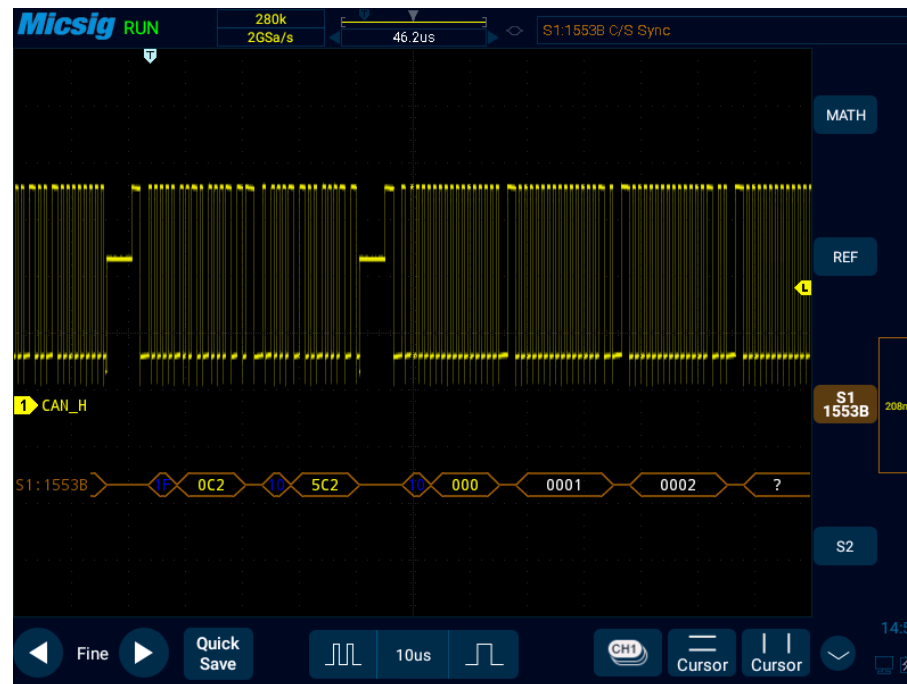 Micsig RUN
280k
2GSa/s
46.2us
S1:1553B C/S Sync
T
MATH
REF
L
1 CAN_H
S1
1553B
S1:1553B 1F 0C2 10 5C2 10 000 0001 0002 ?
S2
Fine
Quick
Save
10us
CH1
Cursor
Cursor